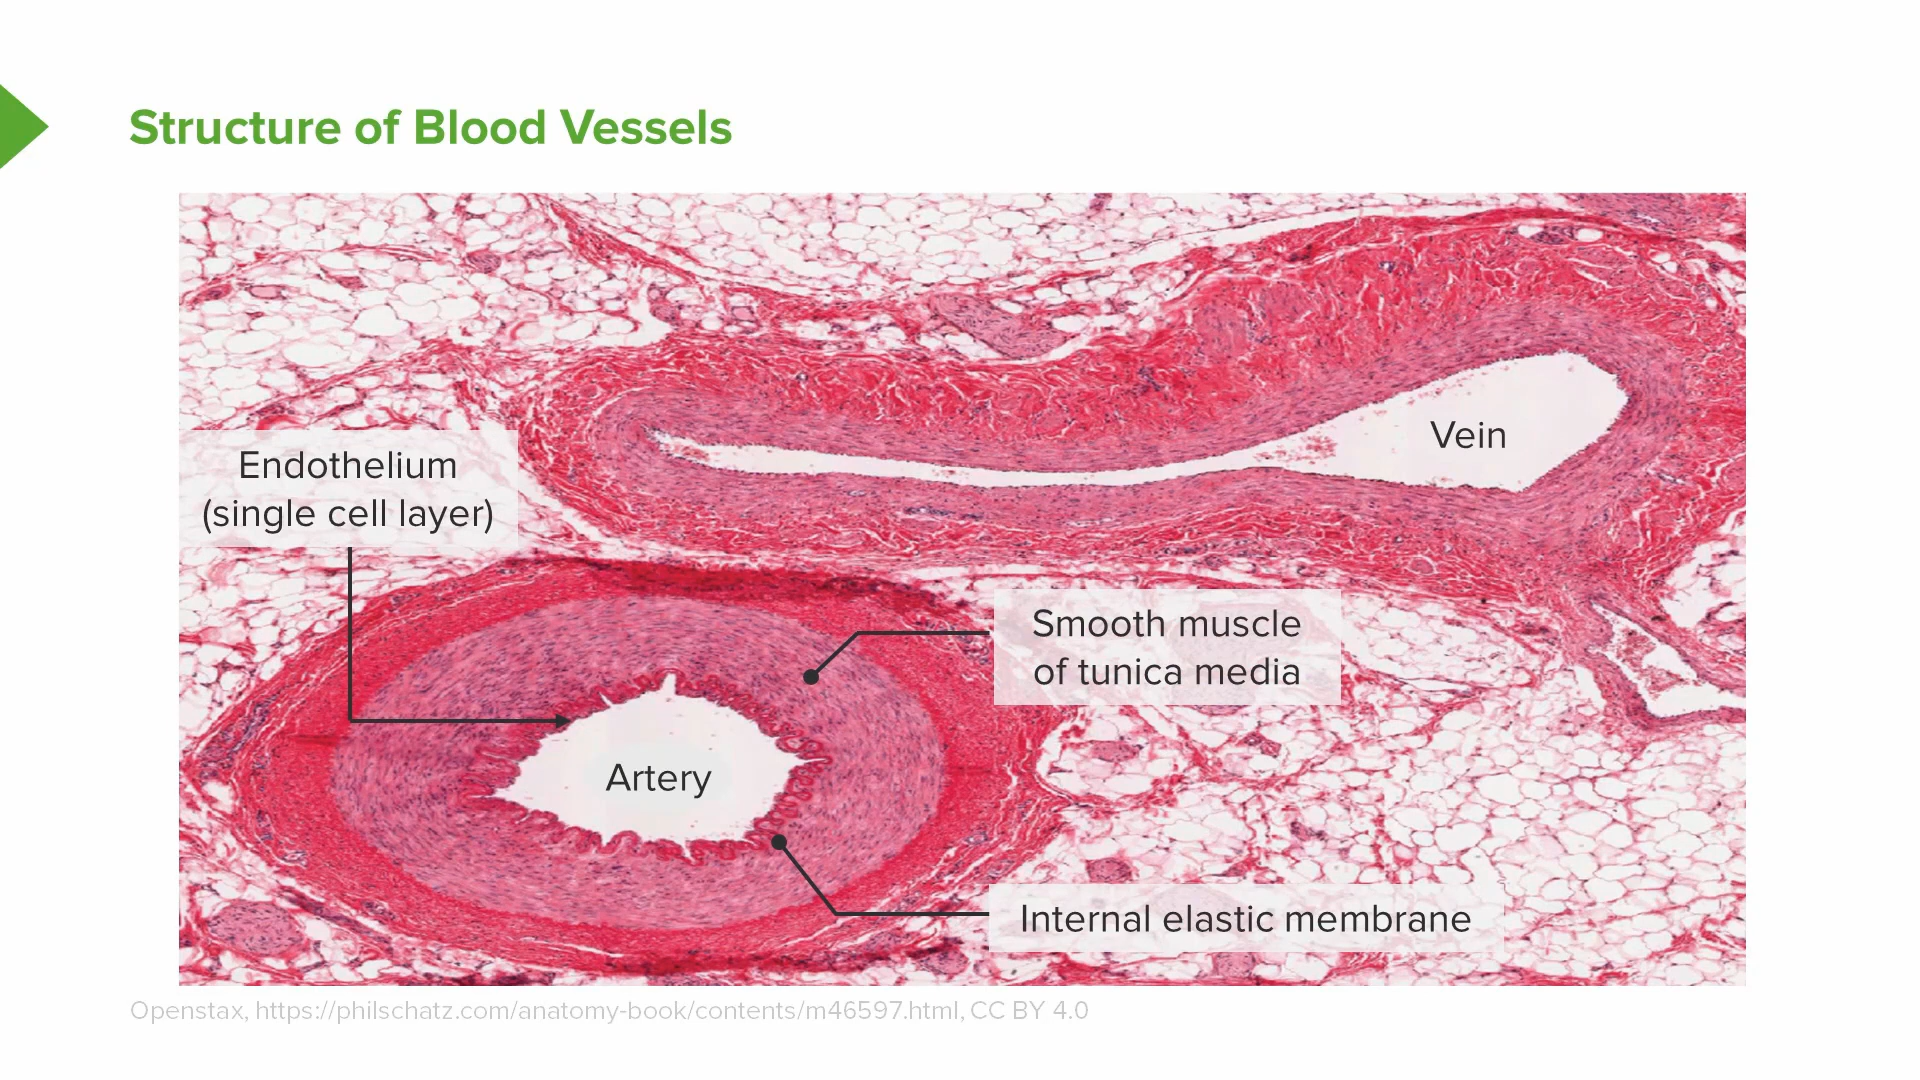 Structure of Blood Vessels
Vein
Endothelium
(single cell layer)
Smooth muscle
of tunica media
Artery
Internal elastic membrane
Openstax, https://philschatz.com/anatomy-book/contents/m46597.html, CC BY 4.0